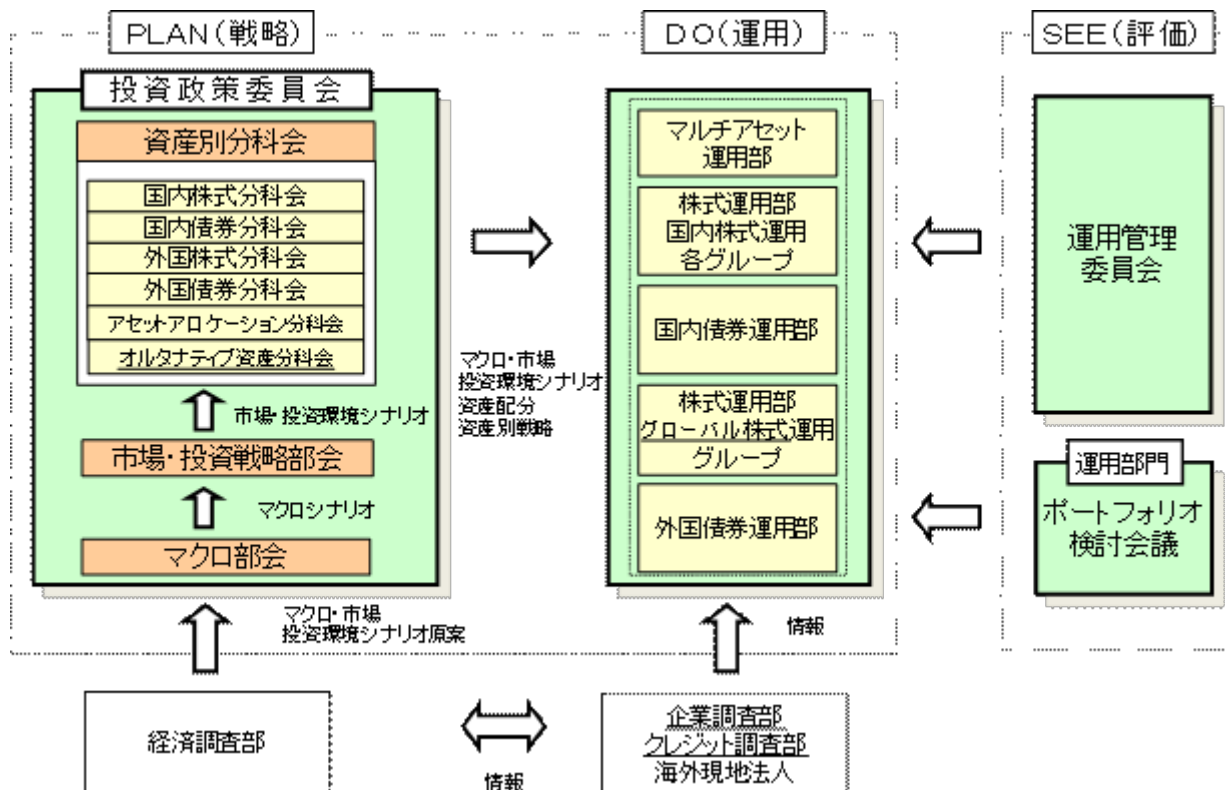 PLAN(戦略)
投資政策委員会
資産別分科会
国内株式分科会
国内債券分科会
外国株式分科会
外国債券分科会
アセットアロケーション分科会
オルタナティブ資産分科会
市場・投資環境シナリオ
市場・投資戦略部会
マクロシナリオ
マクロ部会
マクロ・市場
投資環境シナリオ原案
経済調査部
マクロ・市場
投資環境シナリオ
資産配分
資産別戦略
情報
DO(運用)
マルチアセット
運用部
株式運用部
国内株式運用
各グループ
国内債券運用部
株式運用部
グローバル株式運用
グループ
外国債券運用部
情報
企業調査部
クレジット調査部
海外現地法人
SEE(評価)
運用管理
委員会
運用部門
ポートフォリオ
検討会議